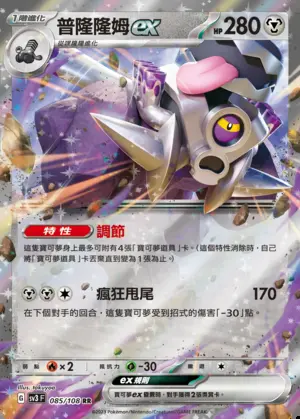 1階進化
普隆隆姆ex
HP 280
從噗隆隆進化
特性 調節
這隻寶可夢身上最多可附有4張「寶可夢道具」卡。(這個特性消除時,自己
將「寶可夢道具」卡丟棄直到變為1張為止。)
瘋狂甩尾 170
在下個對手的回合,這隻寶可夢受到招式的傷害「-30」點。
弱點 ×2 抵抗力 -30 撤退
ex規則
寶可夢ex昏厥時,對手獲得2張獎賞卡。
Illus. takuyoa
G SV3 F 085/108 RR
©2023 Pokémon/Nintendo/Creatures/GAME FREAK.